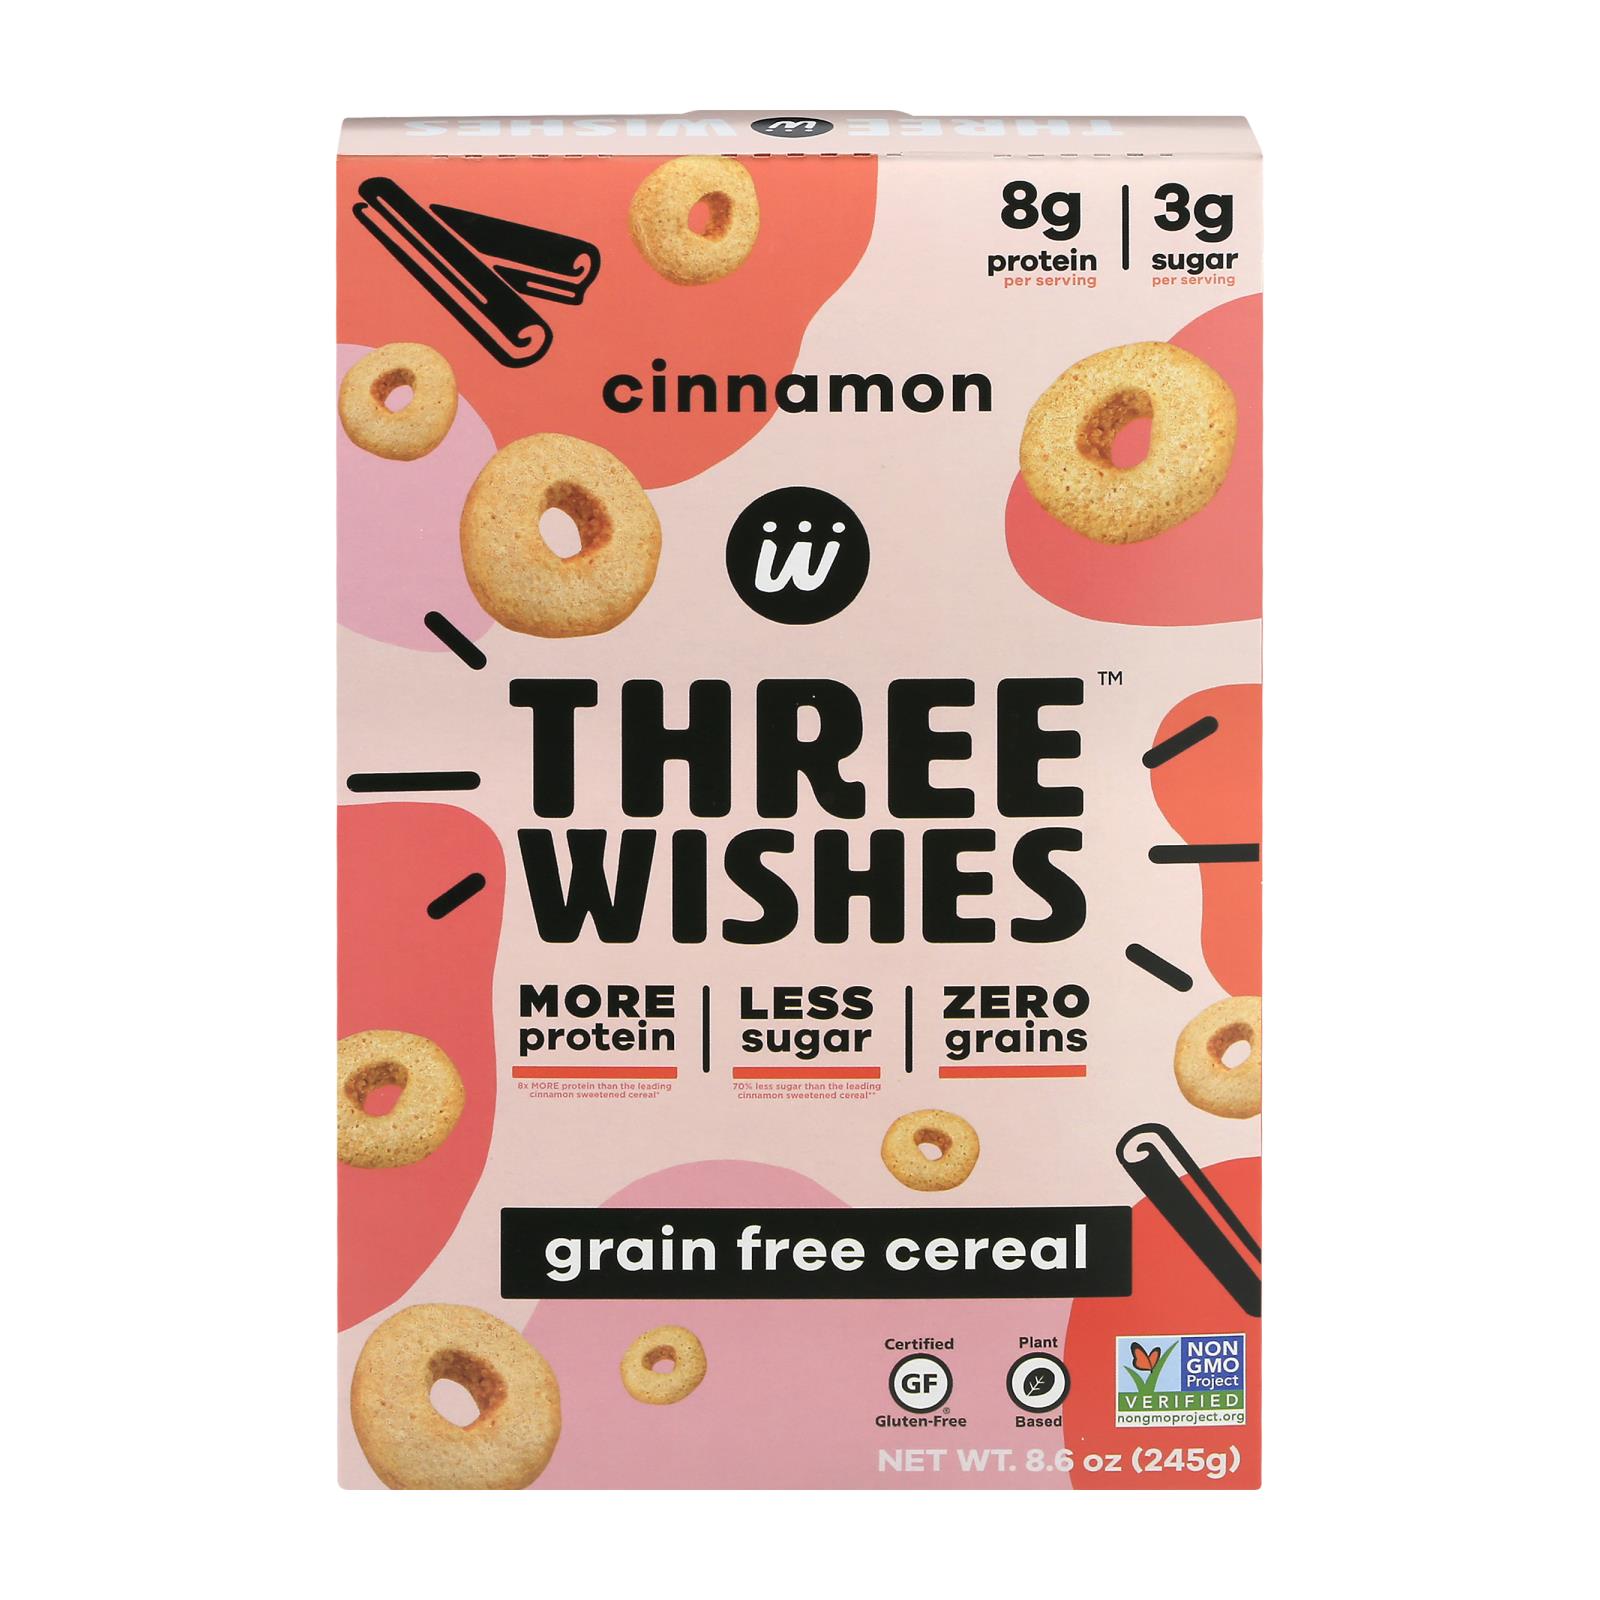 THREE WISHES
8g
protein
per serving
3g
sugar
per serving
cinnamon
w
THREE™
WISHES
MORE
protein
8x MORE protein than the leading
cinnamon sweetened cereal*
LESS
sugar
70% less sugar than the leading
cinnamon sweetened cereal**
ZERO
grains
grain free cereal
Certified
GF
®
Gluten-Free
Plant
Based
NON
GMO
Project
VERIFIED
nongmoproject.org
NET WT. 8.6 oz (245g)